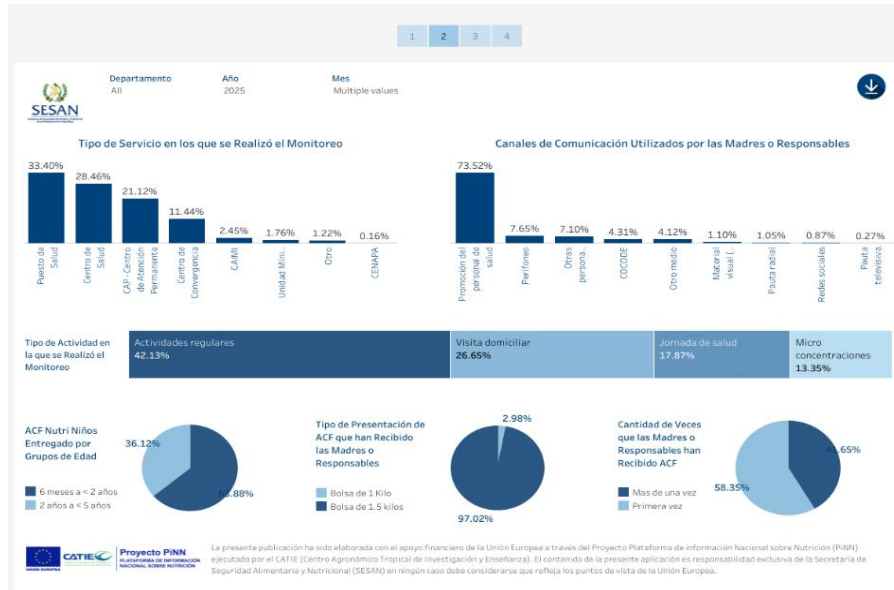 1 2 3 4
Departamento
All
Año
2025
Mes
Multiple values
SESAN
Tipo de Servicio en los que se Realizó el Monitoreo
33.40%
28.46%
21.12%
11.44%
2.45%
1.76%
1.22%
0.16%
Puesto de
Salud
Centro de
Salud
CAP - Centro
de Atención
Permanente
Centro de
Convergencia
CAIMI
Unidad Mini..
Otro
CENAPA
Canales de Comunicación Utilizados por las Madres o Responsables
73.52%
7.65%
7.10%
4.31%
4.12%
1.10%
1.05%
0.87%
0.27%
Promoción del
personal de
salud
Perifoneo
Otras
persona..
COCODE
Otro medio
Material
visual (..
Pauta radial
Redes sociales
Pauta
televisiva
Tipo de Actividad en
la que se Realizó el
Monitoreo
Actividades regulares
42.13%
Visita domiciliar
26.65%
Jornada de salud
17.87%
Micro
concentraciones
13.35%
ACF Nutri Niños
Entregado por
Grupos de Edad
6 meses a < 2 años
2 años a < 5 años
36.12%
63.88%
Tipo de Presentación de
ACF que han Recibido
las Madres o
Responsables
Bolsa de 1 Kilo
Bolsa de 1.5 kilos
2.98%
97.02%
Cantidad de Veces
que las Madres o
Responsables han
Recibido ACF
Mas de una vez
Primera vez
41.65%
58.35%
UNIÓN EUROPEA
CATIE
Proyecto PiNN
PLATAFORMA DE INFORMACIÓN
NACIONAL SOBRE NUTRICIÓN
La presente publicación ha sido elaborada con el apoyo financiero de la Unión Europea a través del Proyecto Plataforma de información Nacional sobre Nutrición (PiNN)
ejecutado por el CATIE (Centro Agronómico Tropical de Investigación y Enseñanza). El contenido de la presente aplicación es responsabilidad exclusiva de la Secretaría de
Seguridad Alimentaria y Nutricional (SESAN) en ningún caso debe considerarse que refleja los puntos de vista de la Unión Europea.